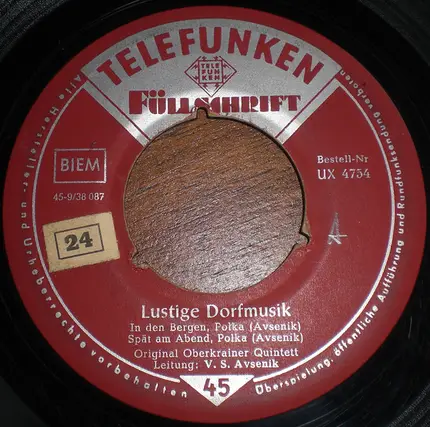 TELEFUNKEN
TELE
FUN
KEN
FÜLLSCHRIFT
BIEM
45-9/38 087
Bestell-Nr
UX 4754
24
Lustige Dorfmusik
In den Bergen, Polka (Avsenik)
Spät am Abend, Polka (Avsenik)
Original Oberkrainer Quintett
Leitung: V. S. Avsenik
45
Alle Hersteller- und Urheberrechte vorbehalten
Überspielung, öffentliche Aufführung und Rundfunksendung verboten